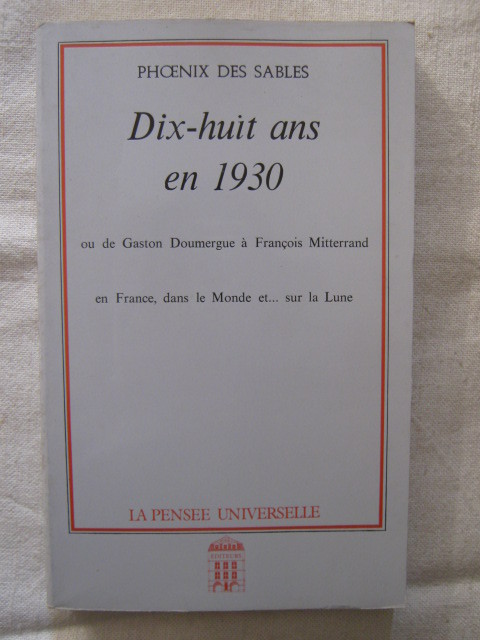 PHŒNIX DES SABLES
Dix-huit ans
en 1930
ou de Gaston Doumergue à François Mitterrand
en France, dans le Monde et... sur la Lune
LA PENSEE UNIVERSELLE
EDITEURS